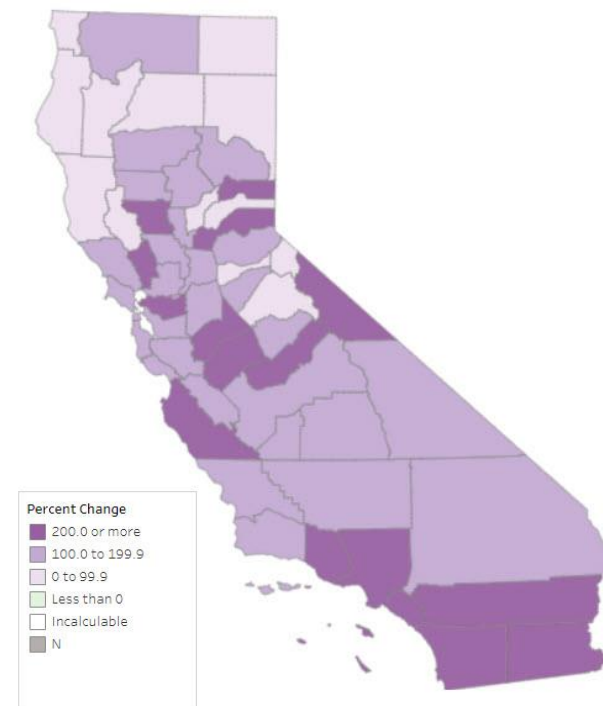 Percent Change
200.0 or more
100.0 to 199.9
0 to 99.9
Less than 0
Incalculable
N